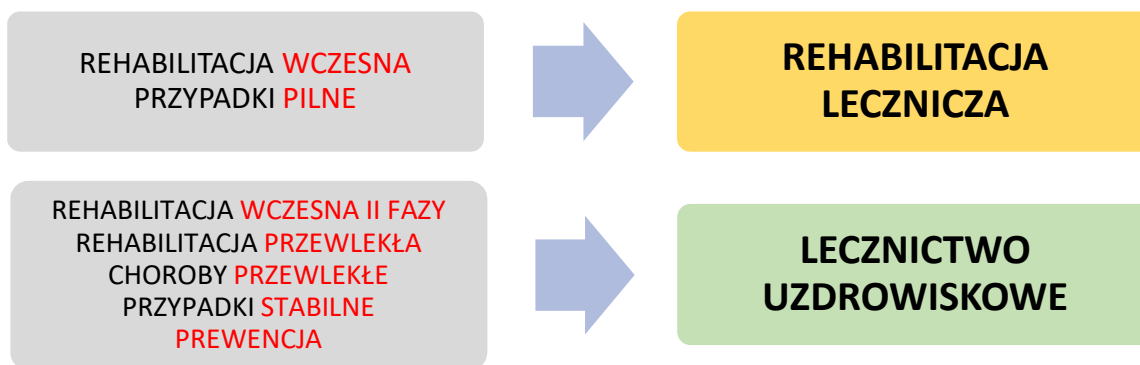 REHABILITACJA WCZESNA
PRZYPADKI PILNE
REHABILITACJA
LECZNICZA
REHABILITACJA WCZESNA II FAZY
REHABILITACJA PRZEWLEKŁA
CHOROBY PRZEWLEKŁE
PRZYPADKI STABILNE
PREWENCJA
LECZNICTWO
UZDROWISKOWE